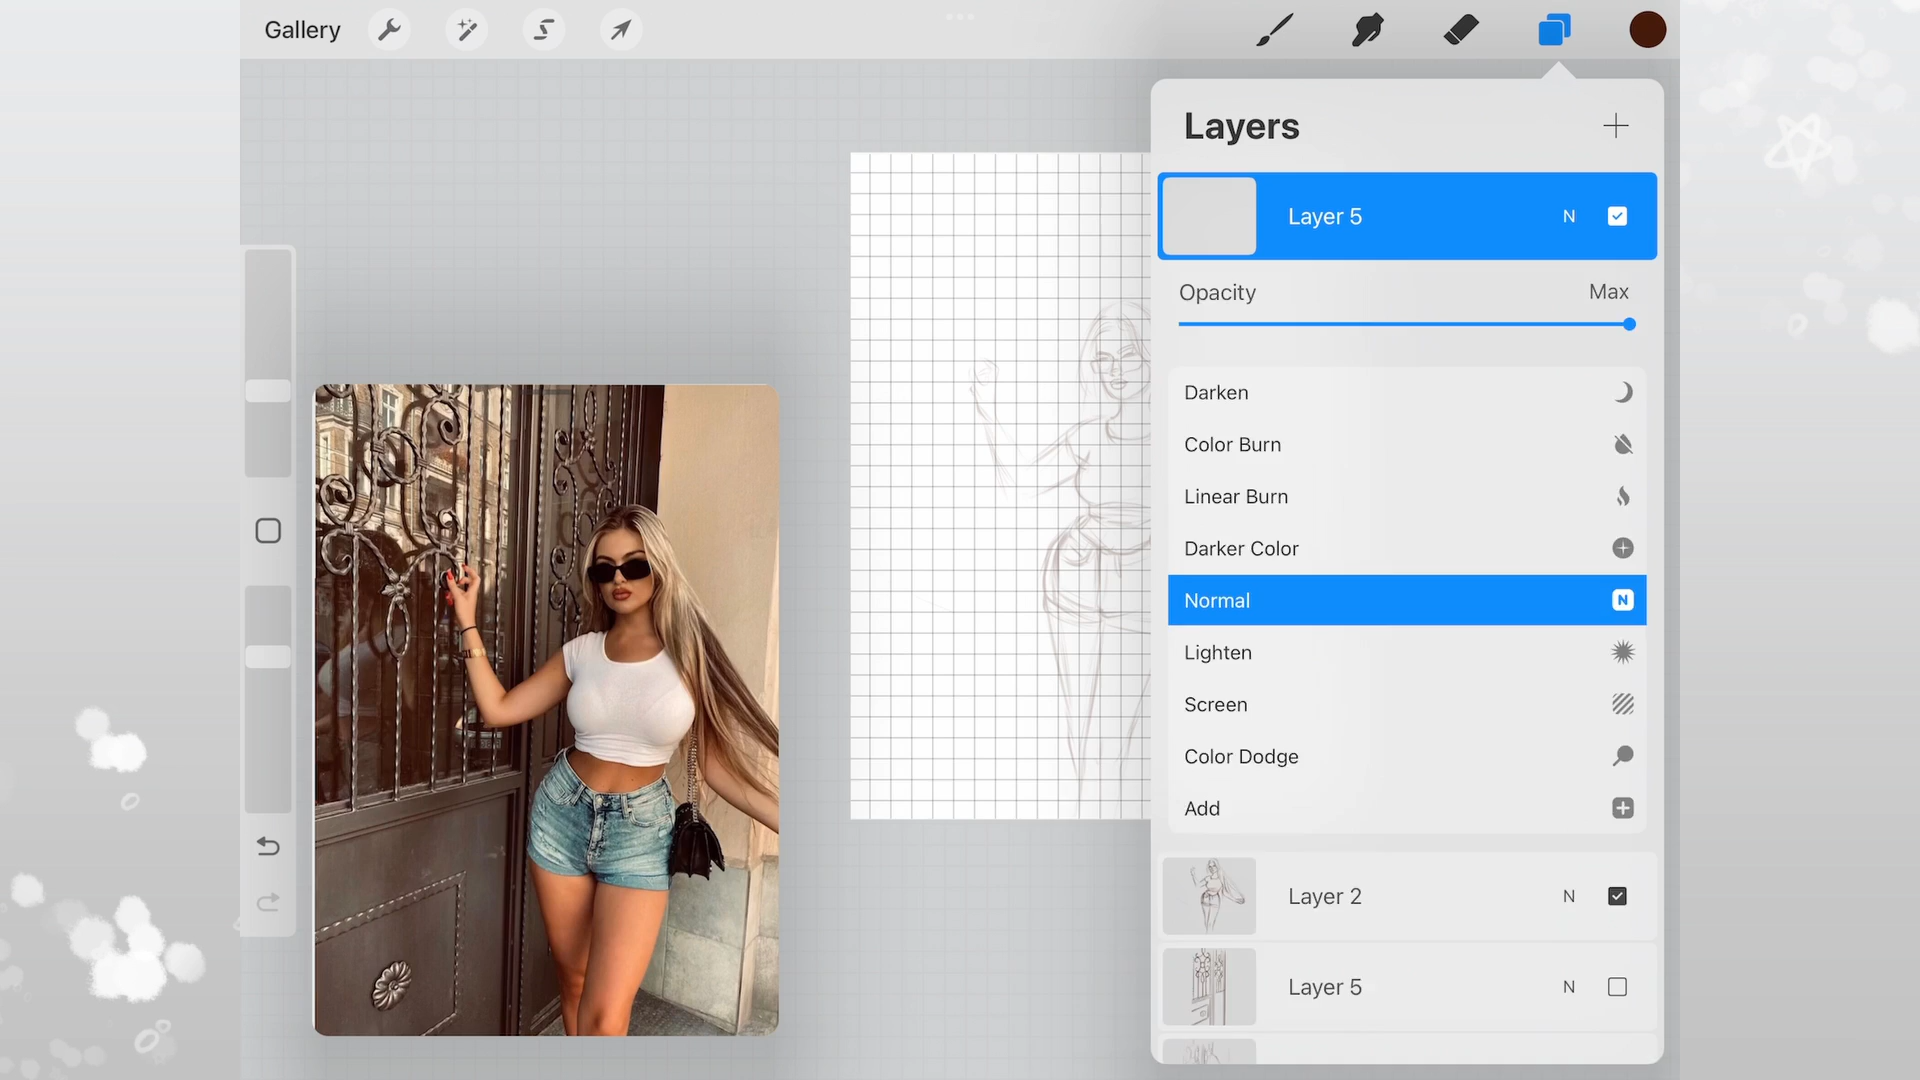 Gallery
Layers
Layer 5 N
Opacity Max
Darken
Color Burn
Linear Burn
Darker Color
Normal N
Lighten
Screen
Color Dodge
Add
Layer 2 N
Layer 5 N